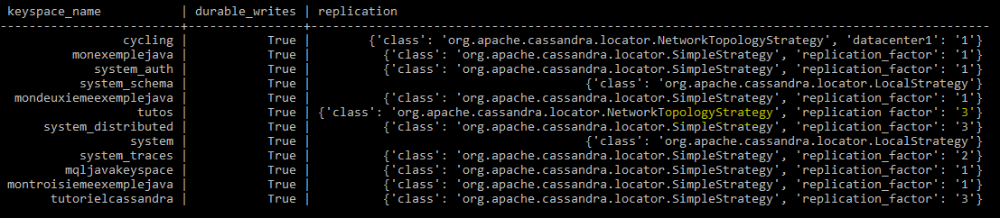 keyspace_name | durable_writes | replication
-----------------------+----------------+-------------------------------------------------------------------------------------------
cycling | True | {'class': 'org.apache.cassandra.locator.NetworkTopologyStrategy', 'datacenter1': '1'}
monexemplejava | True | {'class': 'org.apache.cassandra.locator.SimpleStrategy', 'replication_factor': '1'}
system_auth | True | {'class': 'org.apache.cassandra.locator.SimpleStrategy', 'replication_factor': '1'}
system_schema | True | {'class': 'org.apache.cassandra.locator.LocalStrategy'}
mondeuxiemeexemplejava | True | {'class': 'org.apache.cassandra.locator.SimpleStrategy', 'replication_factor': '1'}
tutos | True | {'class': 'org.apache.cassandra.locator.NetworkTopologyStrategy', 'replication_factor': '3'}
system_distributed | True | {'class': 'org.apache.cassandra.locator.SimpleStrategy', 'replication_factor': '3'}
system | True | {'class': 'org.apache.cassandra.locator.LocalStrategy'}
system_traces | True | {'class': 'org.apache.cassandra.locator.SimpleStrategy', 'replication_factor': '2'}
mqljavakeyspace | True | {'class': 'org.apache.cassandra.locator.SimpleStrategy', 'replication_factor': '1'}
montroisiemeexemplejava | True | {'class': 'org.apache.cassandra.locator.SimpleStrategy', 'replication_factor': '1'}
tutorielcassandra | True | {'class': 'org.apache.cassandra.locator.SimpleStrategy', 'replication_factor': '3'}